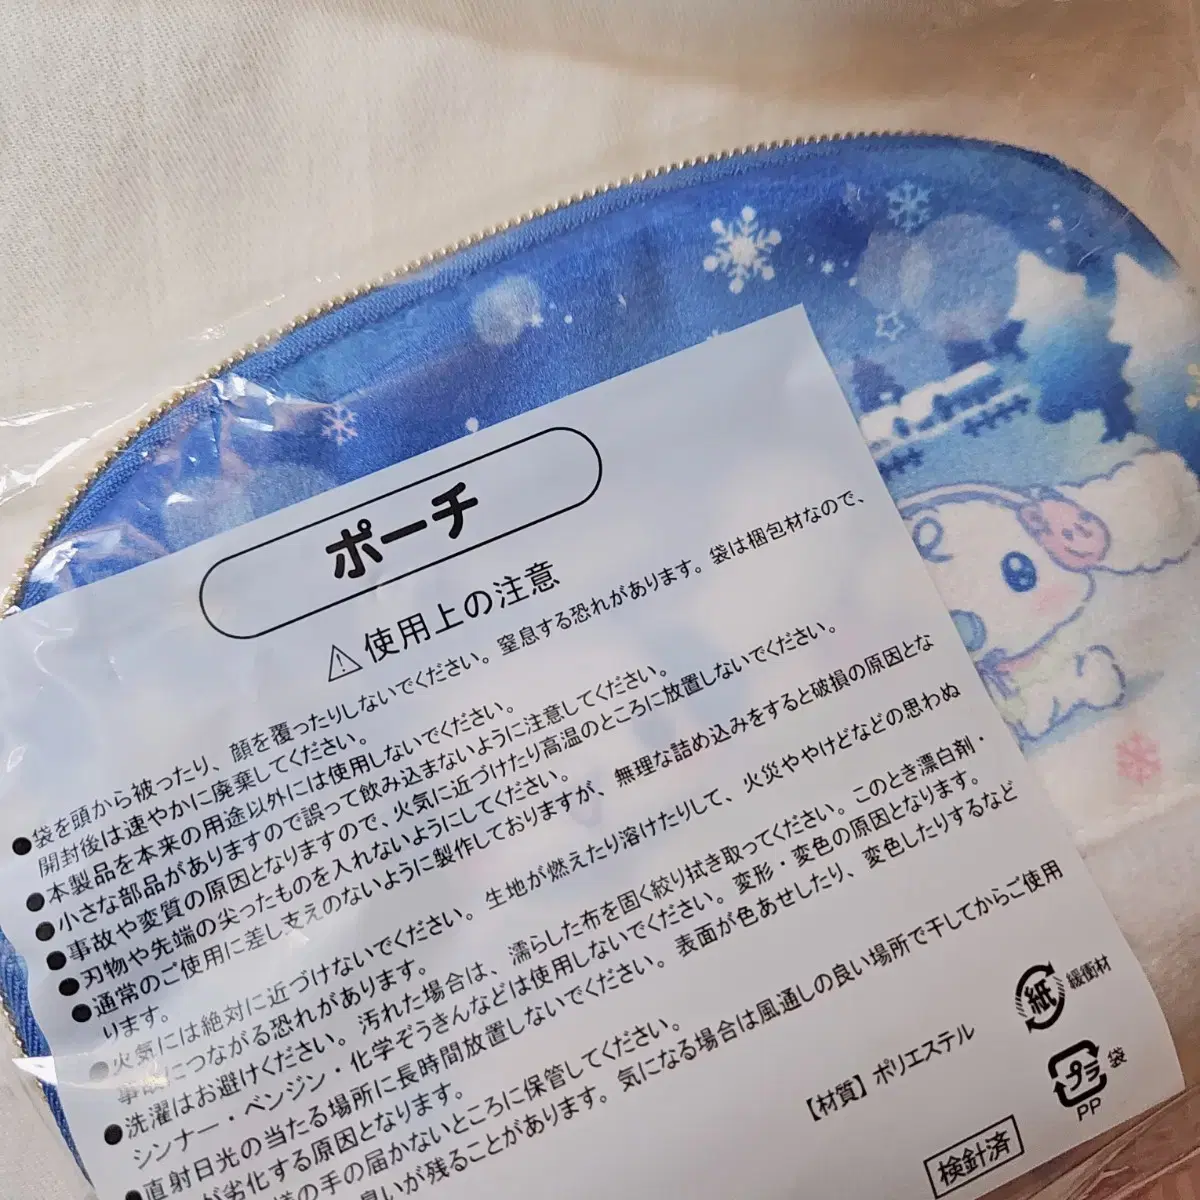 ポーチ
⚠使用上の注意
●袋を頭から被ったり、顔を覆ったりしないでください。窒息する恐れがあります。袋は梱包材なので、
開封後は速やかに廃棄してください。
●本製品を本来の用途以外には使用しないでください。
●小さな部品がありますので誤って飲み込まないように注意してください。
●事故や変質の原因となりますので、火気に近づけたり高温のところに放置しないでください。
●刃物や先端の尖ったものを入れないようにしてください。
●通常のご使用に差し支えのないように製作しておりますが、無理な詰め込みをすると破損の原因とな
ります。
●火気には絶対に近づけないでください。生地が燃えたり溶けたりして、火災ややけどなどの思わぬ
事故につながる恐れがあります。
●洗濯はお避けください。汚れた場合は、濡らした布を固く絞り拭き取ってください。このとき漂白剤・
シンナー・ベンジン・化学ぞうきんなどは使用しないでください。変形・変色の原因となります。
●直射日光の当たる場所に長時間放置しないでください。表面が色あせしたり、変色したりするなど
が劣化する原因となります。
の手の届かないところに保管してください。
いが残ることがあります。気になる場合は風通しの良い場所で干してからご使用
【材質】ポリエステル
検針済
紙
緩衝材
プラ
袋
PP